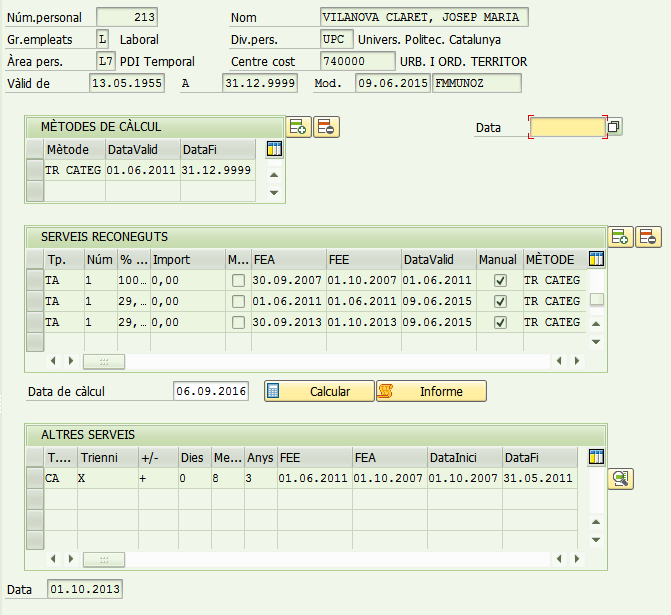 Núm.personal 213 Nom VILANOVA CLARET, JOSEP MARIA
Gr.empleats L Laboral Div.pers. UPC Univers. Politec. Catalunya
Àrea pers. L7 PDI Temporal Centre cost 740000 URB. I ORD. TERRITOR
Vàlid de 13.05.1955 A 31.12.9999 Mod. 09.06.2015 FMMUNOZ
MÈTODES DE CÀLCUL
Data
Mètode DataValid DataFi
TR CATEG 01.06.2011 31.12.9999
SERVEIS RECONEGUTS
Tp. Núm % ... Import M... FEA FEE DataValid Manual MÈTODE
TA 1 100... 0,00 30.09.2007 01.10.2007 01.06.2011 TR CATEG
TA 1 29,... 0,00 01.06.2011 01.06.2011 09.06.2015 TR CATEG
TA 1 29,... 0,00 30.09.2013 01.10.2013 09.06.2015 TR CATEG
Data de càlcul 06.09.2016 Calcular Informe
ALTRES SERVEIS
T.... Trienni +/- Dies Me... Anys FEE FEA DataInici DataFi
CA X + 0 8 3 01.06.2011 01.10.2007 01.10.2007 31.05.2011
Data 01.10.2013